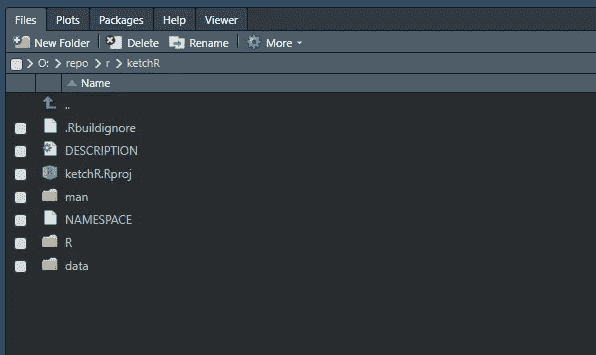 Files Plots Packages Help Viewer
New Folder Delete Rename More
O: repo r ketchR
Name
..
.Rbuildignore
DESCRIPTION
ketchR.Rproj
man
NAMESPACE
R
data